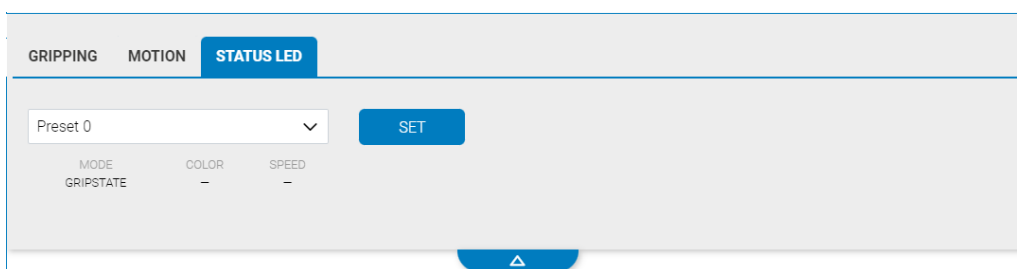 GRIPPING MOTION STATUS LED
Preset 0 SET
MODE COLOR SPEED
GRIPSTATE – –